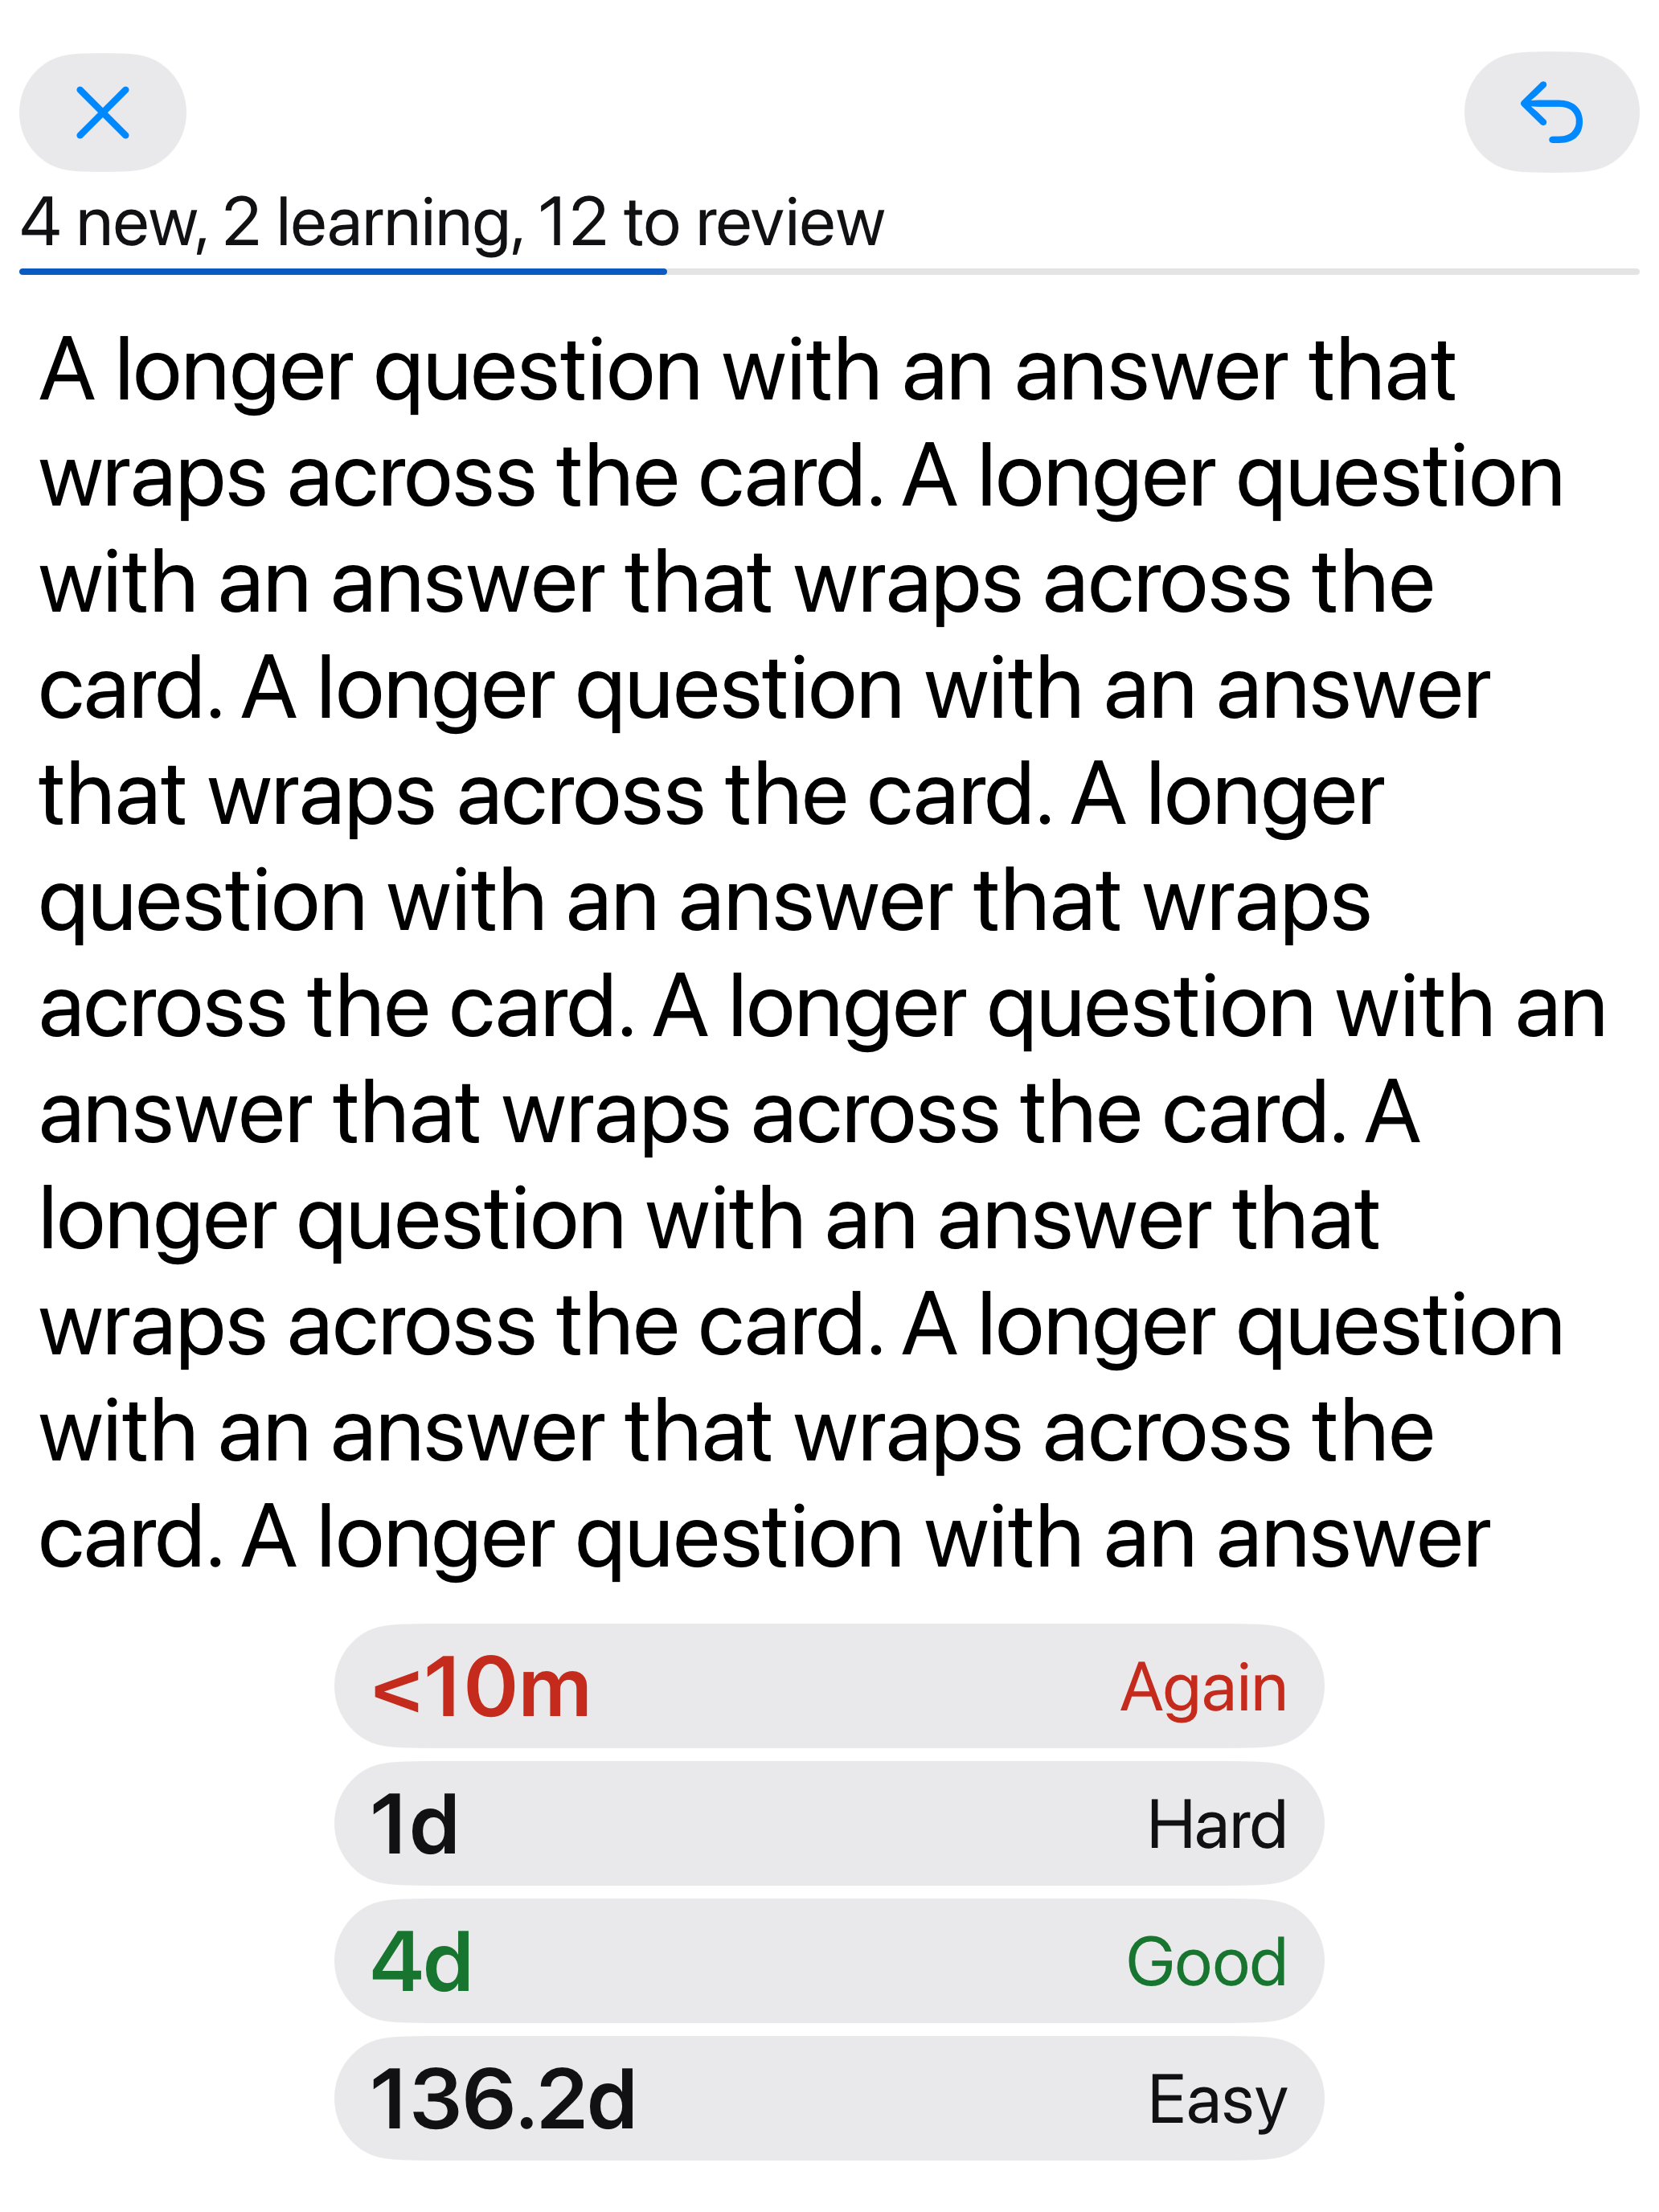 4 new, 2 learning, 12 to review
A longer question with an answer that
wraps across the card. A longer question
with an answer that wraps across the
card. A longer question with an answer
that wraps across the card. A longer
question with an answer that wraps
across the card. A longer question with an
answer that wraps across the card. A
longer question with an answer that
wraps across the card. A longer question
with an answer that wraps across the
card. A longer question with an answer
<10m Again
1d Hard
4d Good
136.2d Easy